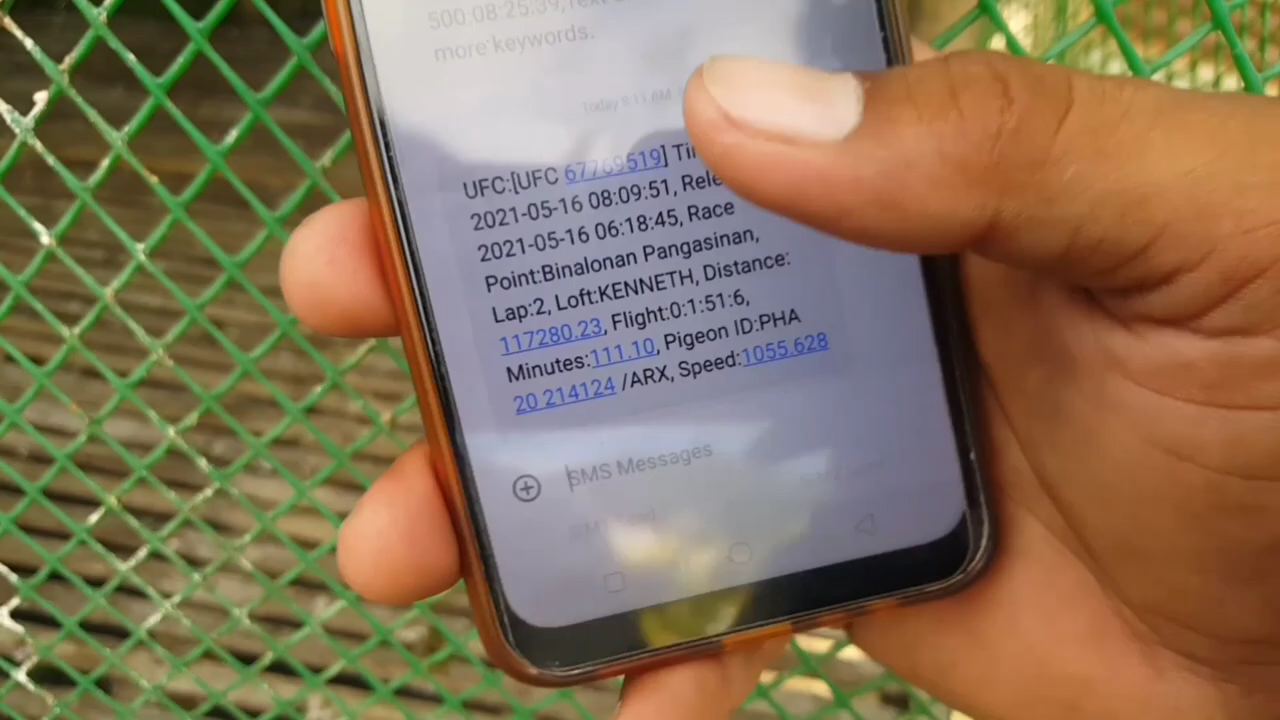 500 08:25:39,Text
more keywords.
Today
UFC:[UFC 67769519]
2021-05-16 08:09:51,
2021-05-16 06:18:45, Race
Point:Binalonan Pangasinan,
Lap:2, Loft:KENNETH, Distance:
117280.23, Flight:0:1:51:6,
Minutes:111.10, Pigeon ID:PHA
20 214124 /ARX, Speed:1055.628
SMS Messages